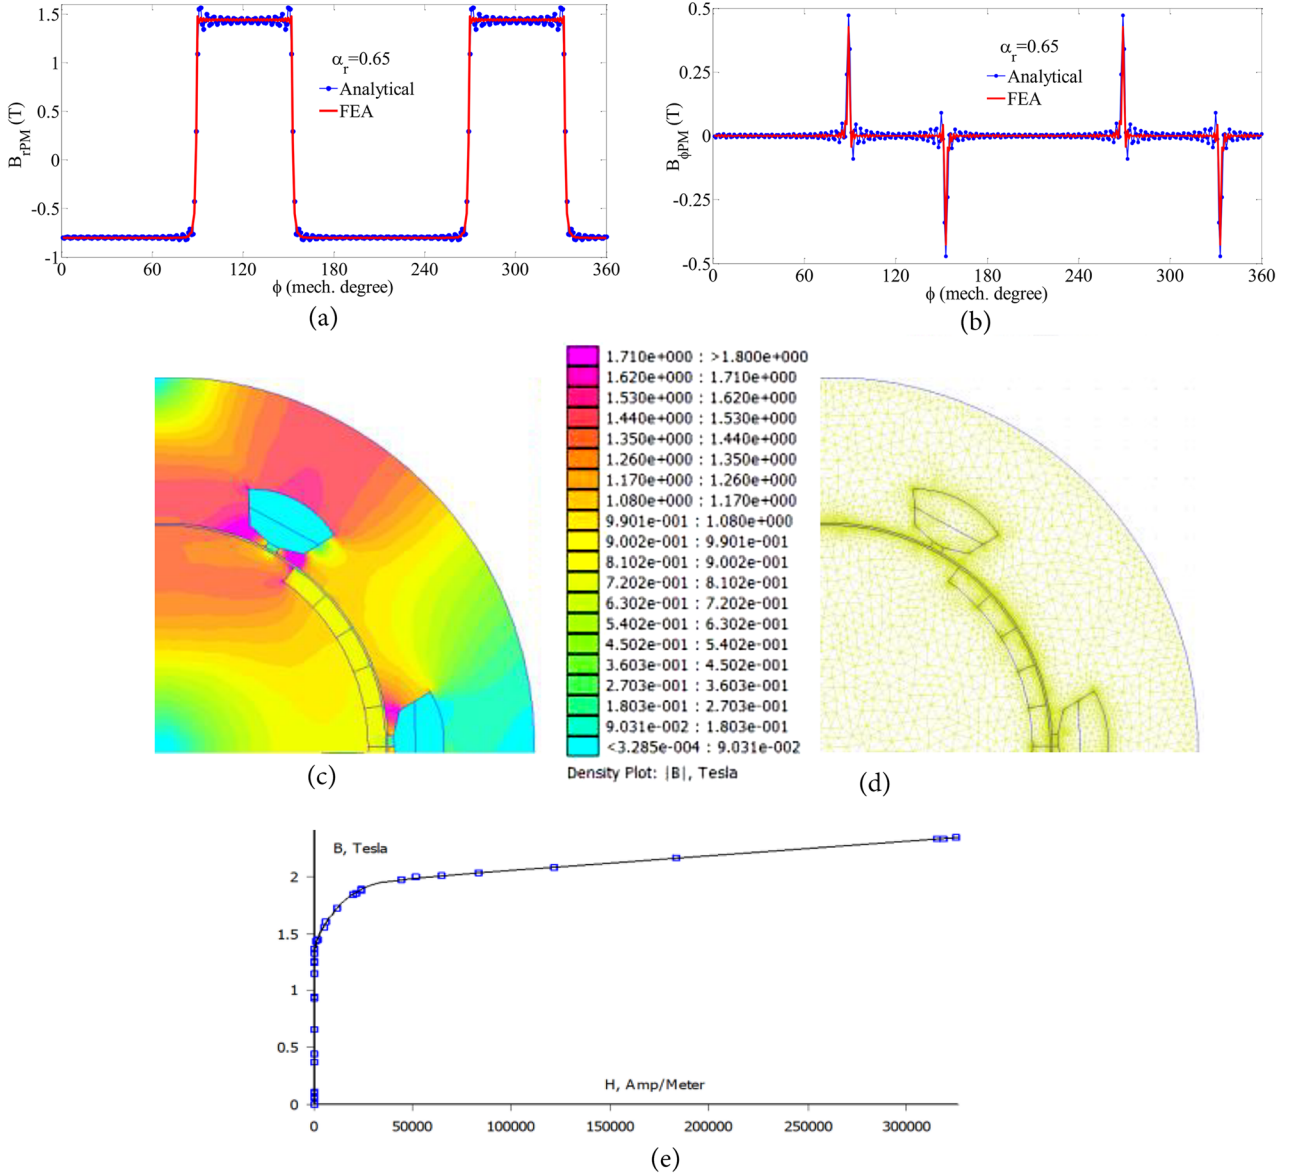 1.5
1
0.5
0
-0.5
-1
0
60
120
180
240
300
360
B_rPM (T)
α_r=0.65
Analytical
FEA
ϕ (mech. degree)
(a)
0.5
0.25
0
-0.25
-0.5
0
60
120
180
240
300
360
B_ϕPM (T)
α_r=0.65
Analytical
FEA
ϕ (mech. degree)
(b)
1.710e+000 : >1.800e+000
1.620e+000 : 1.710e+000
1.530e+000 : 1.620e+000
1.440e+000 : 1.530e+000
1.350e+000 : 1.440e+000
1.260e+000 : 1.350e+000
1.170e+000 : 1.260e+000
1.080e+000 : 1.170e+000
9.901e-001 : 1.080e+000
9.002e-001 : 9.901e-001
8.102e-001 : 9.002e-001
7.202e-001 : 8.102e-001
6.302e-001 : 7.202e-001
5.402e-001 : 6.302e-001
4.502e-001 : 5.402e-001
3.603e-001 : 4.502e-001
2.703e-001 : 3.603e-001
1.803e-001 : 2.703e-001
9.031e-002 : 1.803e-001
<3.285e-004 : 9.031e-002
Density Plot: |B|, Tesla
(c)
(d)
B, Tesla
2
1.5
1
0.5
0
H, Amp/Meter
0
50000
100000
150000
200000
250000
300000
(e)